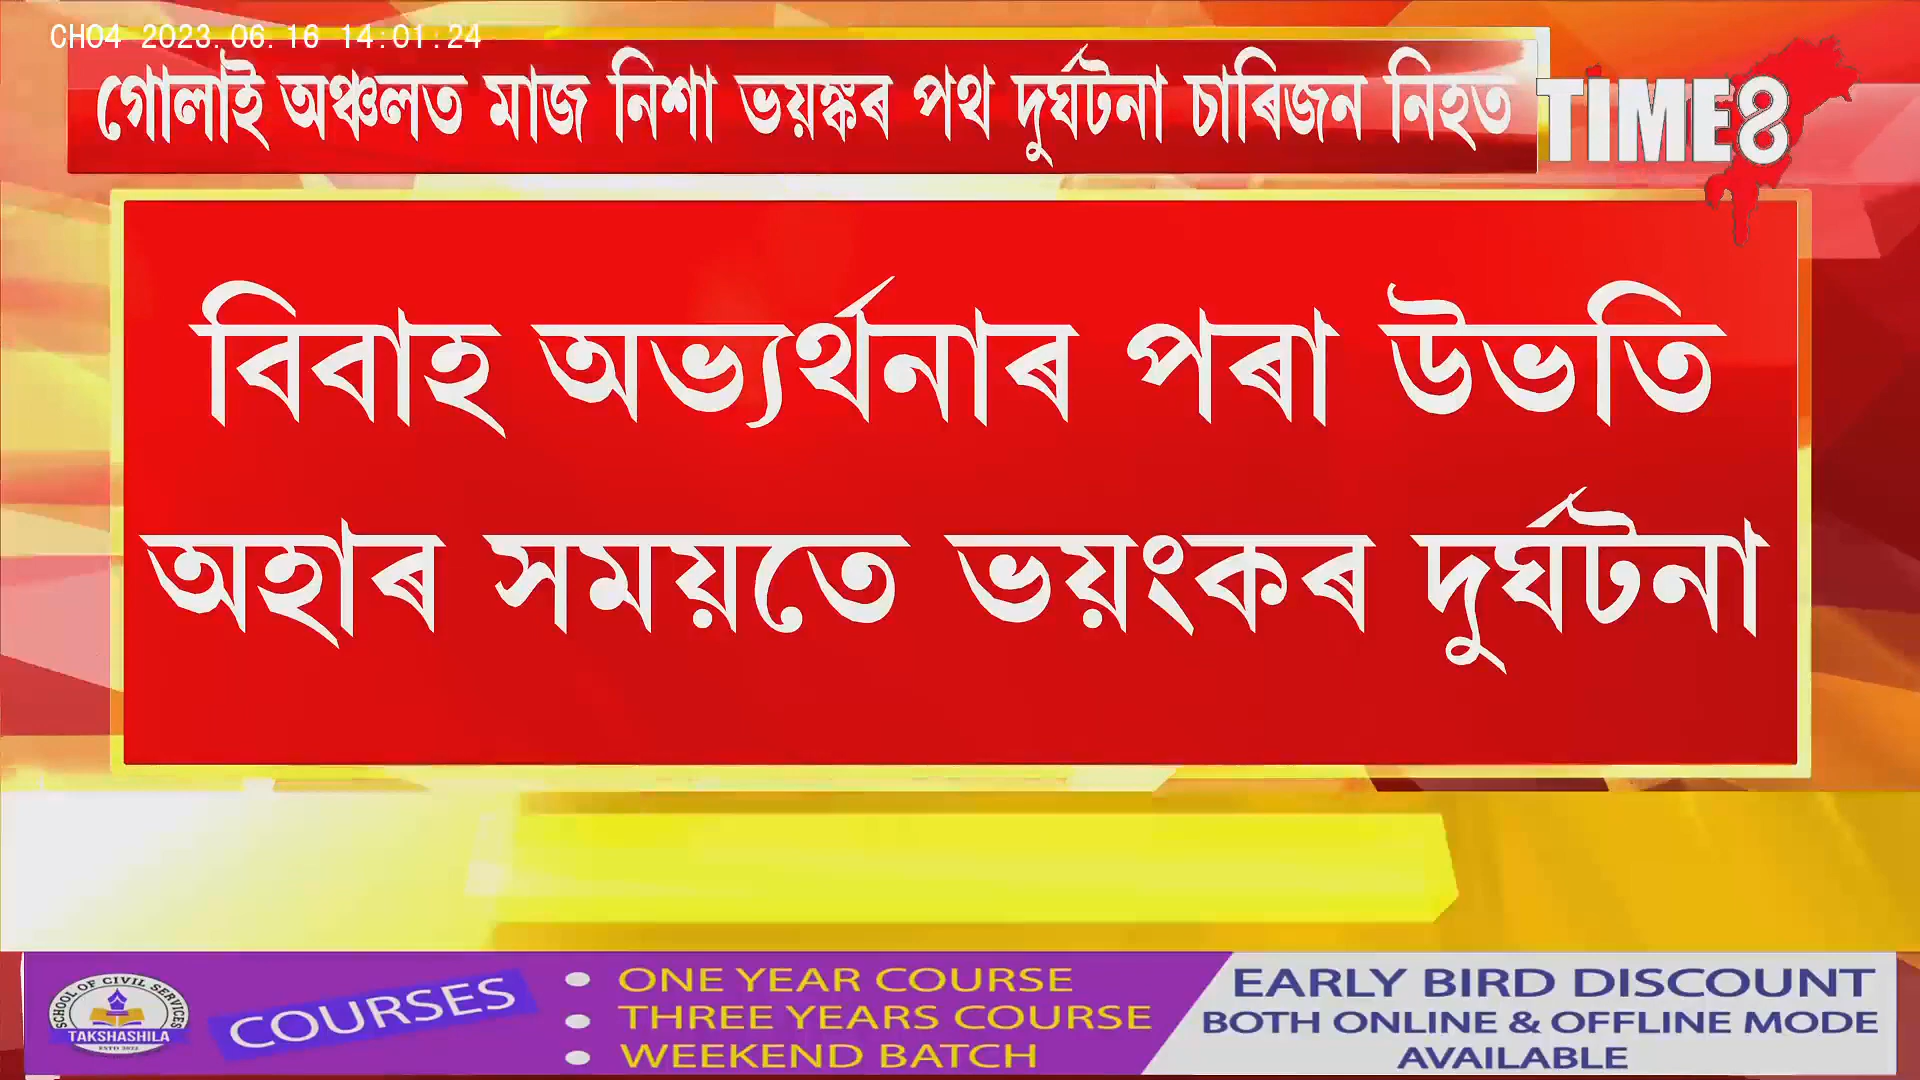 CH04 2023.06.16 14:01:24
গোলাই অঞ্চলত মাজ নিশা ভয়ঙ্কৰ পথ দুৰ্ঘটনা চাৰিজন নিহত
TIME8
বিবাহ অভ্যৰ্থনাৰ পৰা উভতি
অহাৰ সময়তে ভয়ংকৰ দুৰ্ঘটনা
SCHOOL OF CIVIL SERVICES
TAKSHASHILA
ESTD 2022
COURSES
• ONE YEAR COURSE
• THREE YEARS COURSE
• WEEKEND BATCH
EARLY BIRD DISCOUNT
BOTH ONLINE & OFFLINE MODE
AVAILABLE